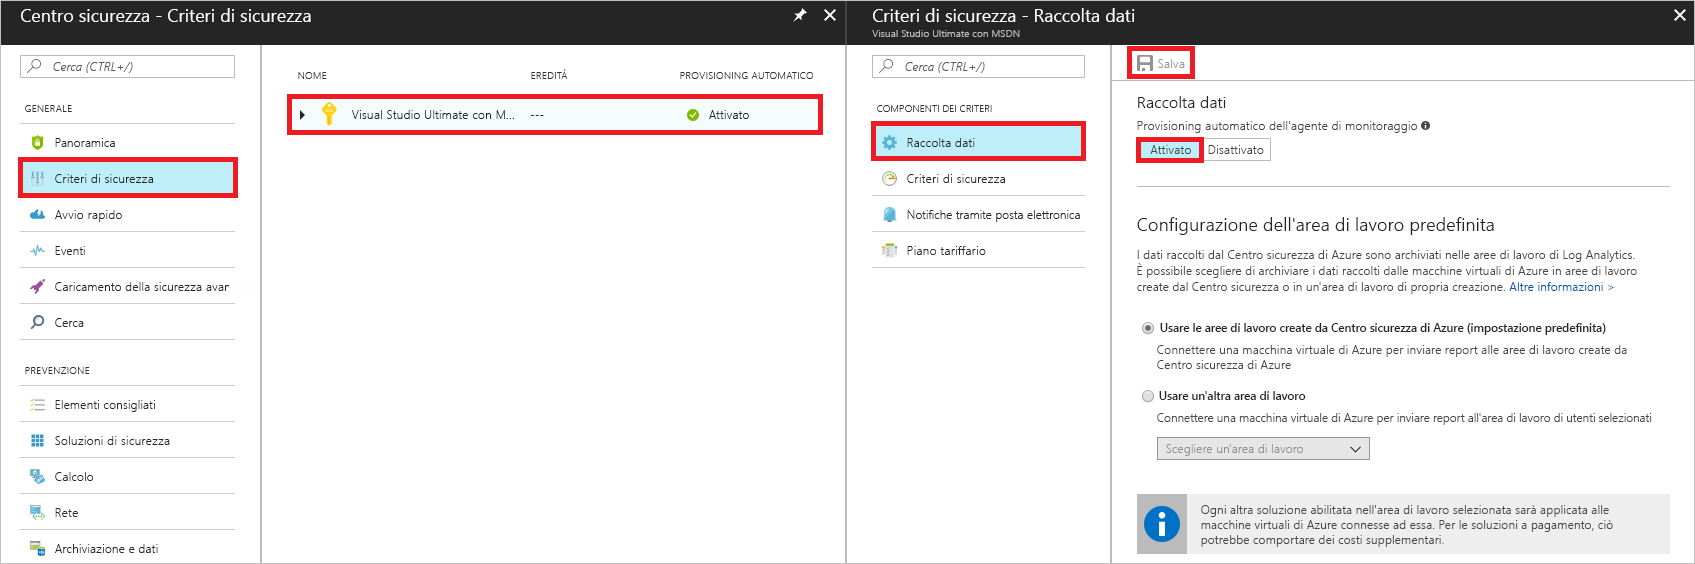 Centro sicurezza - Criteri di sicurezza
Cerca (CTRL+/)
GENERALE
Panoramica
Criteri di sicurezza
Avvio rapido
Eventi
Caricamento della sicurezza avan
Cerca
PREVENZIONE
Elementi consigliati
Soluzioni di sicurezza
Calcolo
Rete
Archiviazione e dati
NOME EREDITÀ PROVISIONING AUTOMATICO
Visual Studio Ultimate con M... --- Attivato
Criteri di sicurezza - Raccolta dati
Visual Studio Ultimate con MSDN
Cerca (CTRL+/)
COMPONENTI DEI CRITERI
Raccolta dati
Criteri di sicurezza
Notifiche tramite posta elettronica
Piano tariffario
Salva
Raccolta dati
Provisioning automatico dell'agente di monitoraggio
Attivato Disattivato
Configurazione dell'area di lavoro predefinita
I dati raccolti dal Centro sicurezza di Azure sono archiviati nelle aree di lavoro di Log Analytics.
È possibile scegliere di archiviare i dati raccolti dalle macchine virtuali di Azure in aree di lavoro
create dal Centro sicurezza o in un'area di lavoro di propria creazione. Altre informazioni >
Usare le aree di lavoro create da Centro sicurezza di Azure (impostazione predefinita)
Connettere una macchina virtuale di Azure per inviare report alle aree di lavoro create da
Centro sicurezza di Azure
Usare un'altra area di lavoro
Connettere una macchina virtuale di Azure per inviare report all'area di lavoro di utenti selezionati
Scegliere un'area di lavoro
Ogni altra soluzione abilitata nell'area di lavoro selezionata sarà applicata alle
macchine virtuali di Azure connesse ad essa. Per le soluzioni a pagamento, ciò
potrebbe comportare dei costi supplementari.